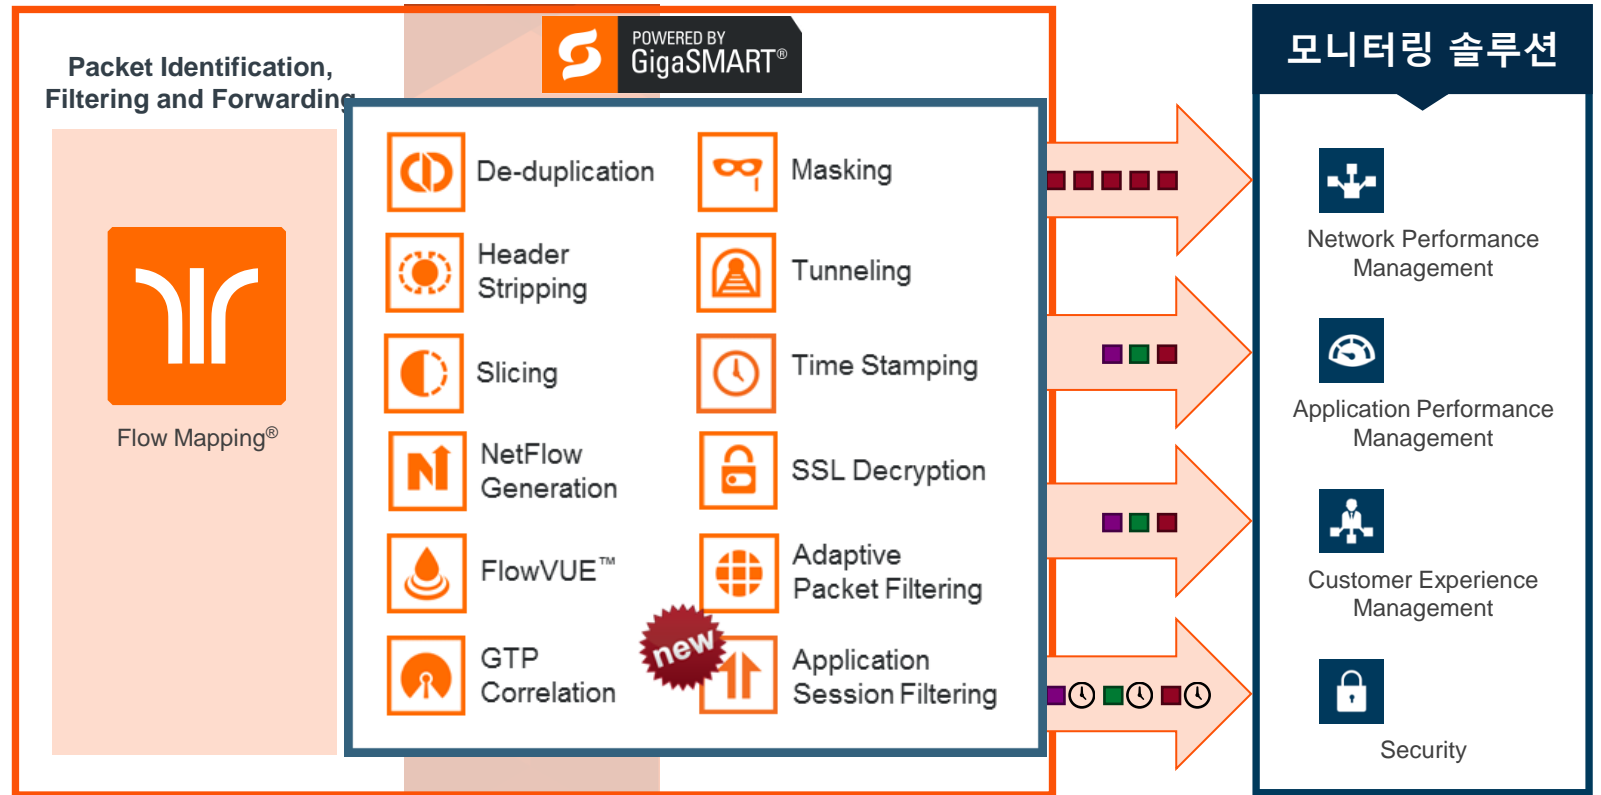 Packet Identification,
Filtering and Forwarding
Flow Mapping®
POWERED BY
GigaSMART®
De-duplication
Header
Stripping
Slicing
NetFlow
Generation
FlowVUE™
GTP
Correlation
Masking
Tunneling
Time Stamping
SSL Decryption
Adaptive
Packet Filtering
new
Application
Session Filtering
모니터링 솔루션
Network Performance
Management
Application Performance
Management
Customer Experience
Management
Security